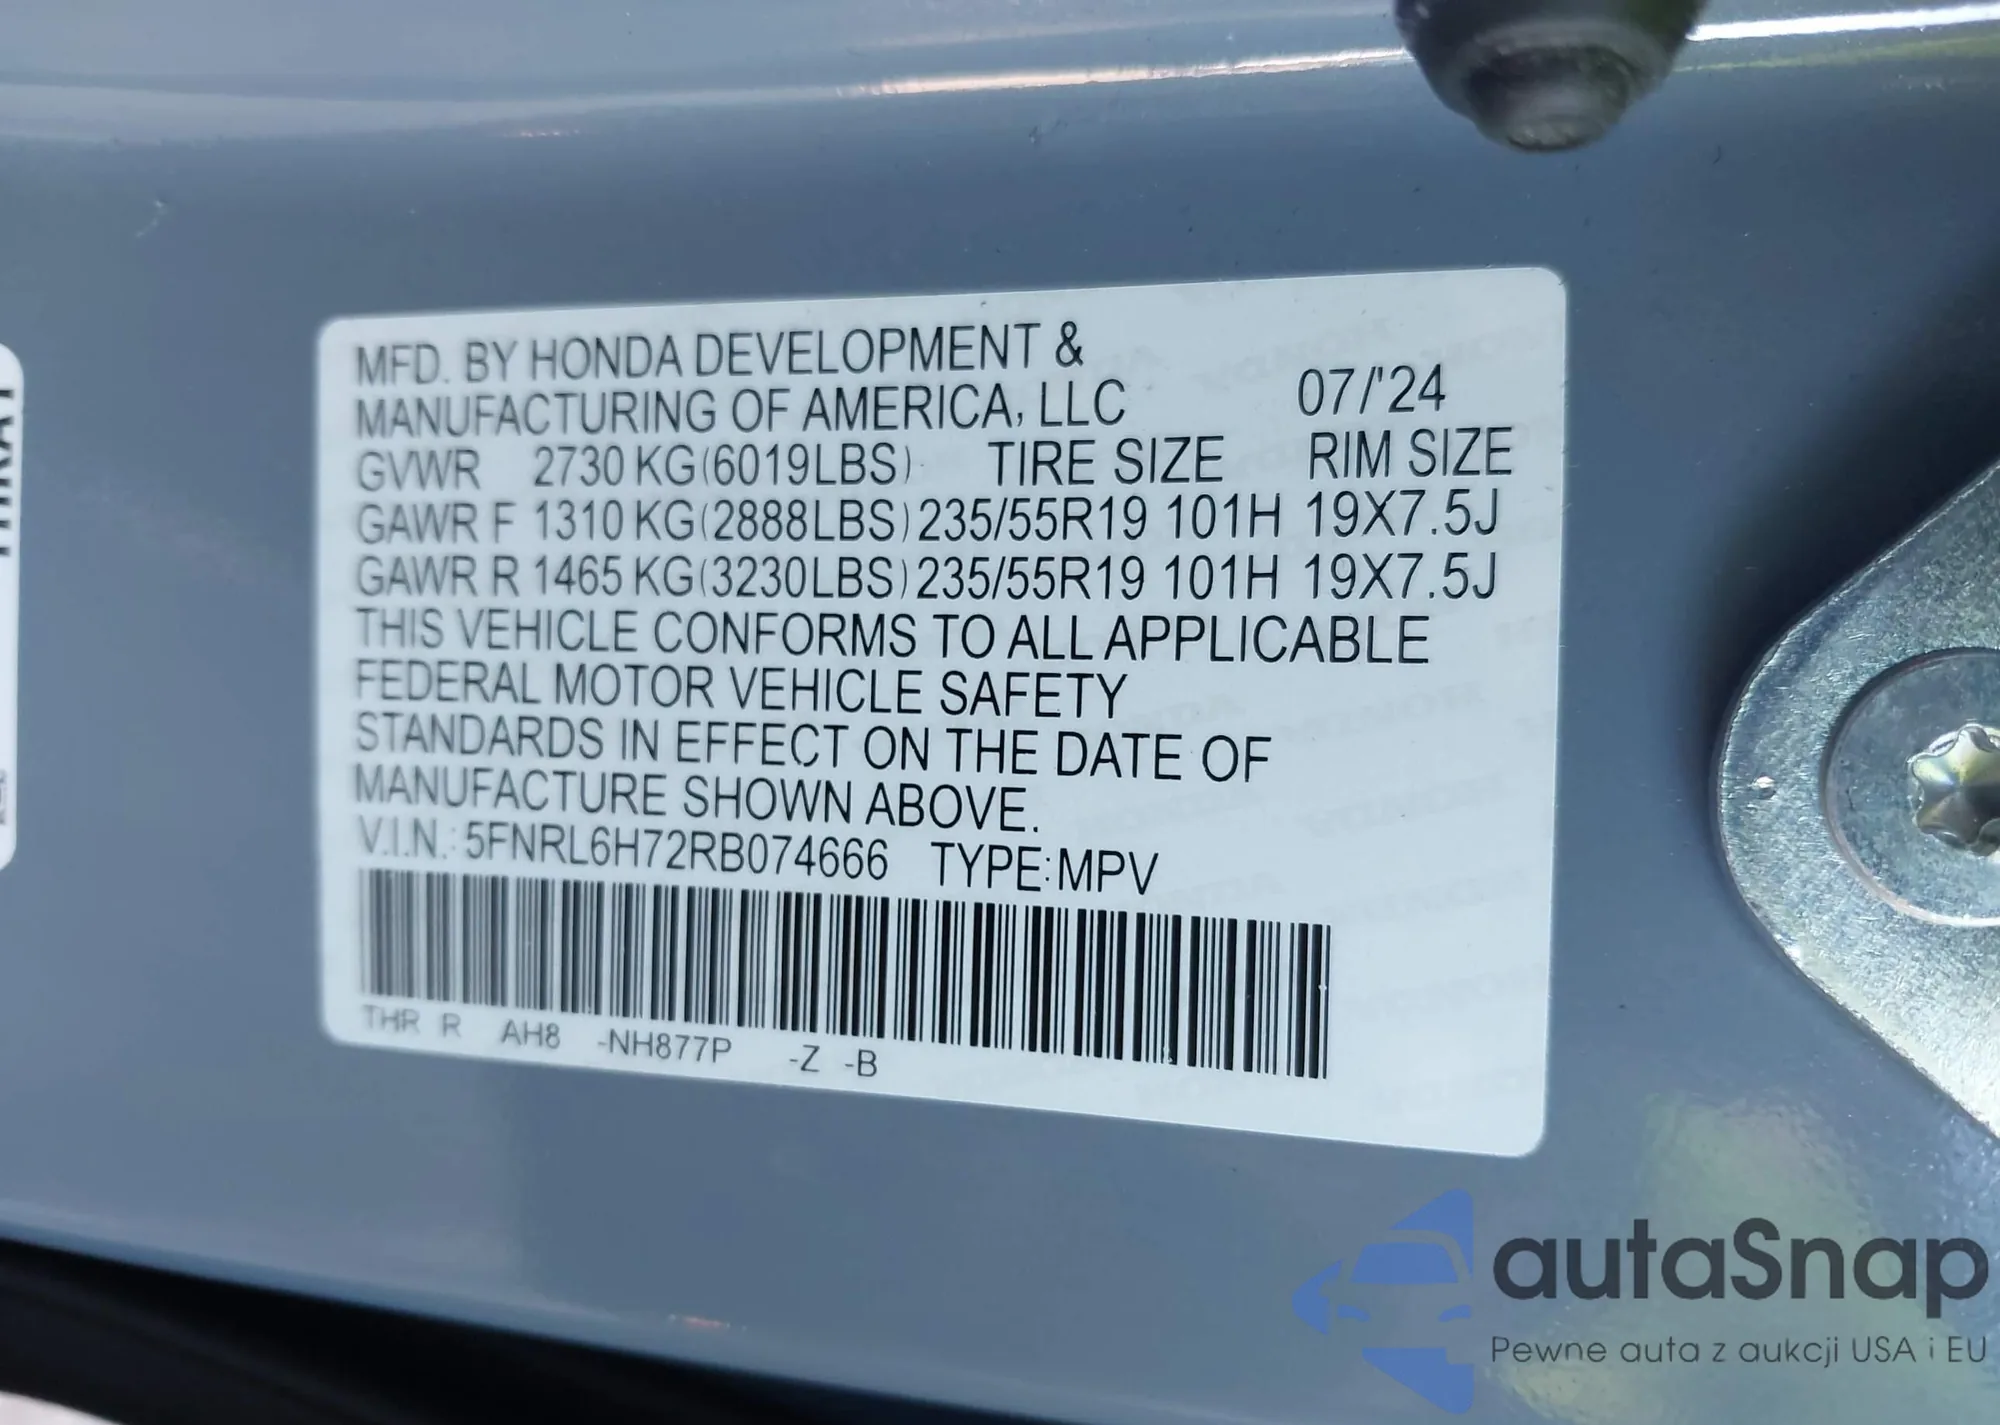 MFD. BY HONDA DEVELOPMENT &
MANUFACTURING OF AMERICA, LLC 07/'24
GVWR 2730 KG(6019LBS) TIRE SIZE RIM SIZE
GAWR F 1310 KG(2888LBS) 235/55R19 101H 19X7.5J
GAWR R 1465 KG(3230LBS) 235/55R19 101H 19X7.5J
THIS VEHICLE CONFORMS TO ALL APPLICABLE
FEDERAL MOTOR VEHICLE SAFETY
STANDARDS IN EFFECT ON THE DATE OF
MANUFACTURE SHOWN ABOVE.
V.I.N.: 5FNRL6H72RB074666 TYPE:MPV
THR R AH8 -NH877P -Z -B
autaSnap
Pewne auta z aukcji USA i EU